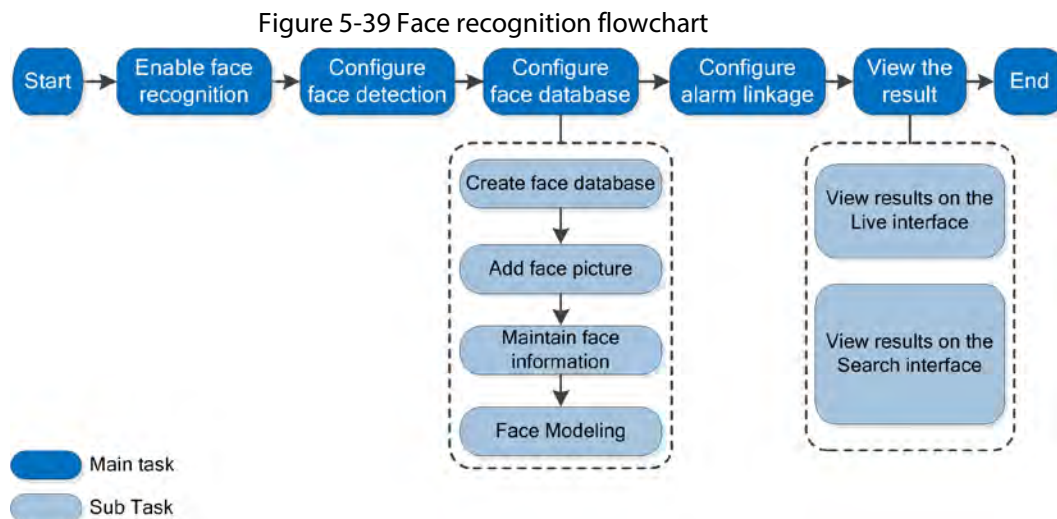 Figure 5-39 Face recognition flowchart
Start
Enable face
recognition
Configure
face detection
Configure
face database
Configure
alarm linkage
View the
result
End
Create face database
Add face picture
Maintain face
information
Face Modeling
View results on the
Live interface
View results on the
Search interface
Main task
Sub Task